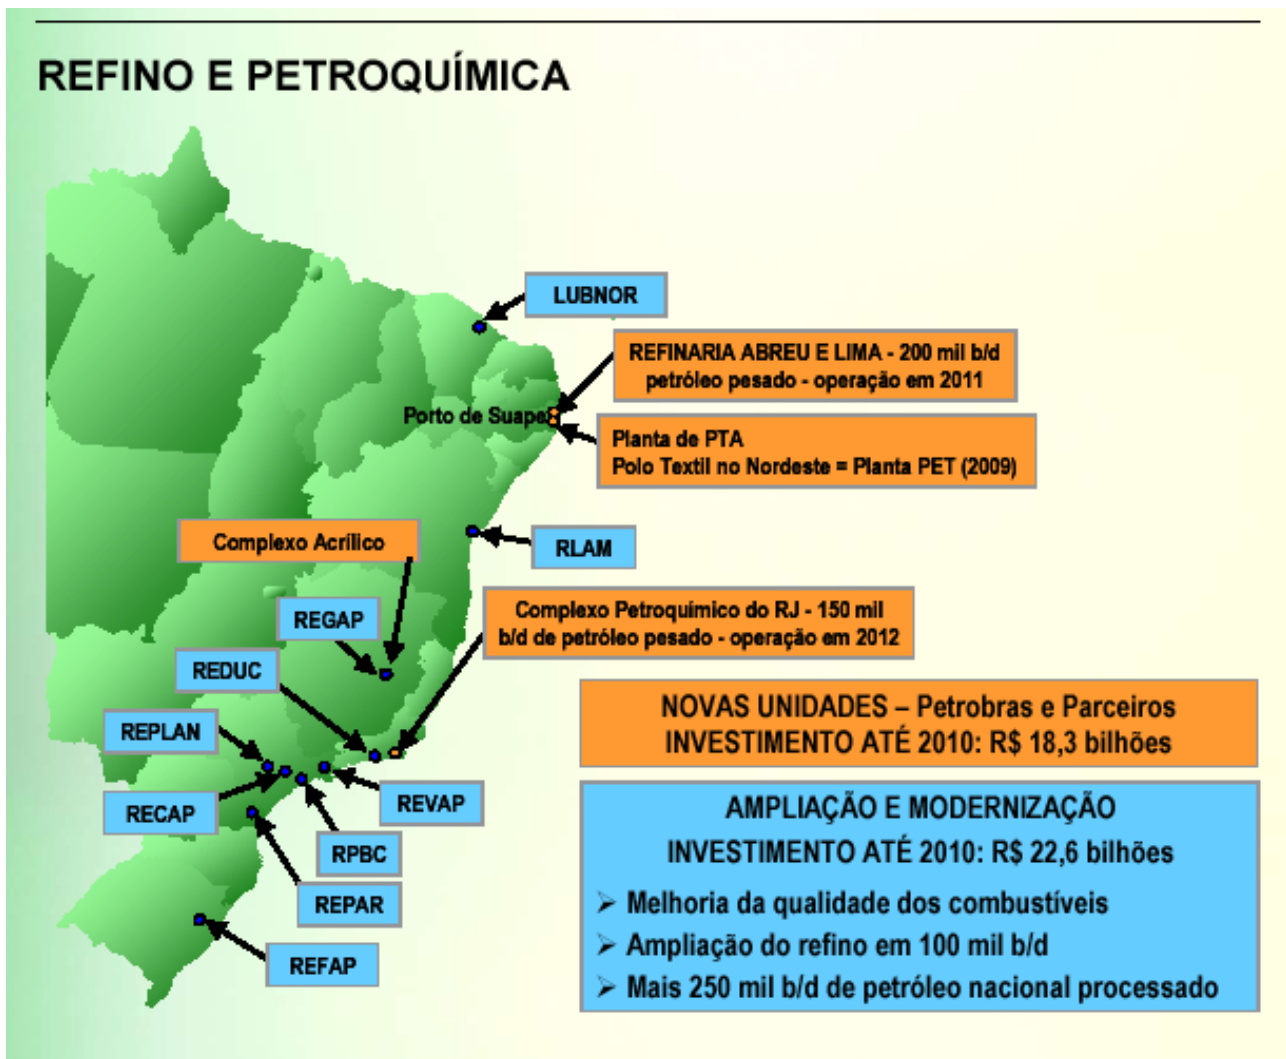 REFINO E PETROQUÍMICA
LUBNOR
REFINARIA ABREU E LIMA - 200 mil b/d
petróleo pesado - operação em 2011
Porto de Suape
Planta de PTA
Polo Textil no Nordeste = Planta PET (2009)
Complexo Acrílico
RLAM
REGAP
Complexo Petroquímico do RJ - 150 mil
b/d de petróleo pesado - operação em 2012
REDUC
REPLAN
NOVAS UNIDADES – Petrobras e Parceiros
INVESTIMENTO ATÉ 2010: R$ 18,3 bilhões
RECAP
REVAP
RPBC
REPAR
REFAP
AMPLIAÇÃO E MODERNIZAÇÃO
INVESTIMENTO ATÉ 2010: R$ 22,6 bilhões
➢ Melhoria da qualidade dos combustíveis
➢ Ampliação do refino em 100 mil b/d
➢ Mais 250 mil b/d de petróleo nacional processado